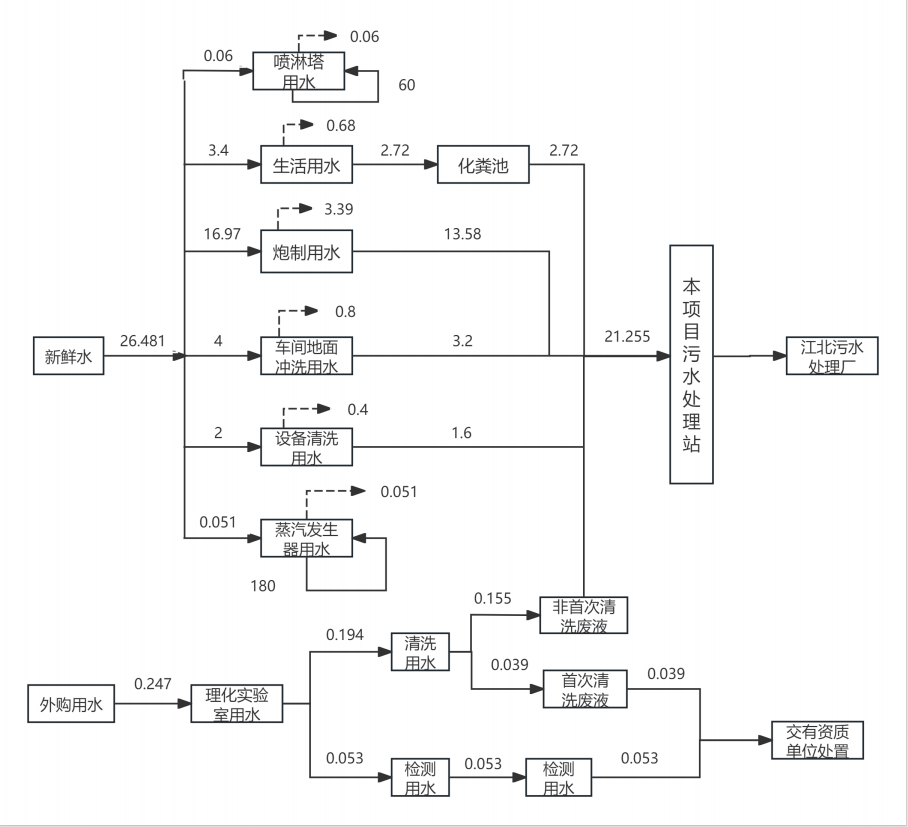 0.06
0.06
喷淋塔
用水
60
0.68
3.4
生活用水
2.72
化粪池
2.72
3.39
16.97
炮制用水
13.58
0.8
新鲜水
26.481
4
车间地面
冲洗用水
3.2
21.255
本
项
目
污
水
处
理
站
江北污水
处理厂
0.4
2
设备清洗
用水
1.6
0.051
0.051
蒸汽发生
器用水
180
0.155
非首次清
洗废液
0.194
清洗
用水
0.039
首次清
洗废液
0.039
外购用水
0.247
理化实验
室用水
交有资质
单位处置
0.053
检测
用水
0.053
检测
用水
0.053